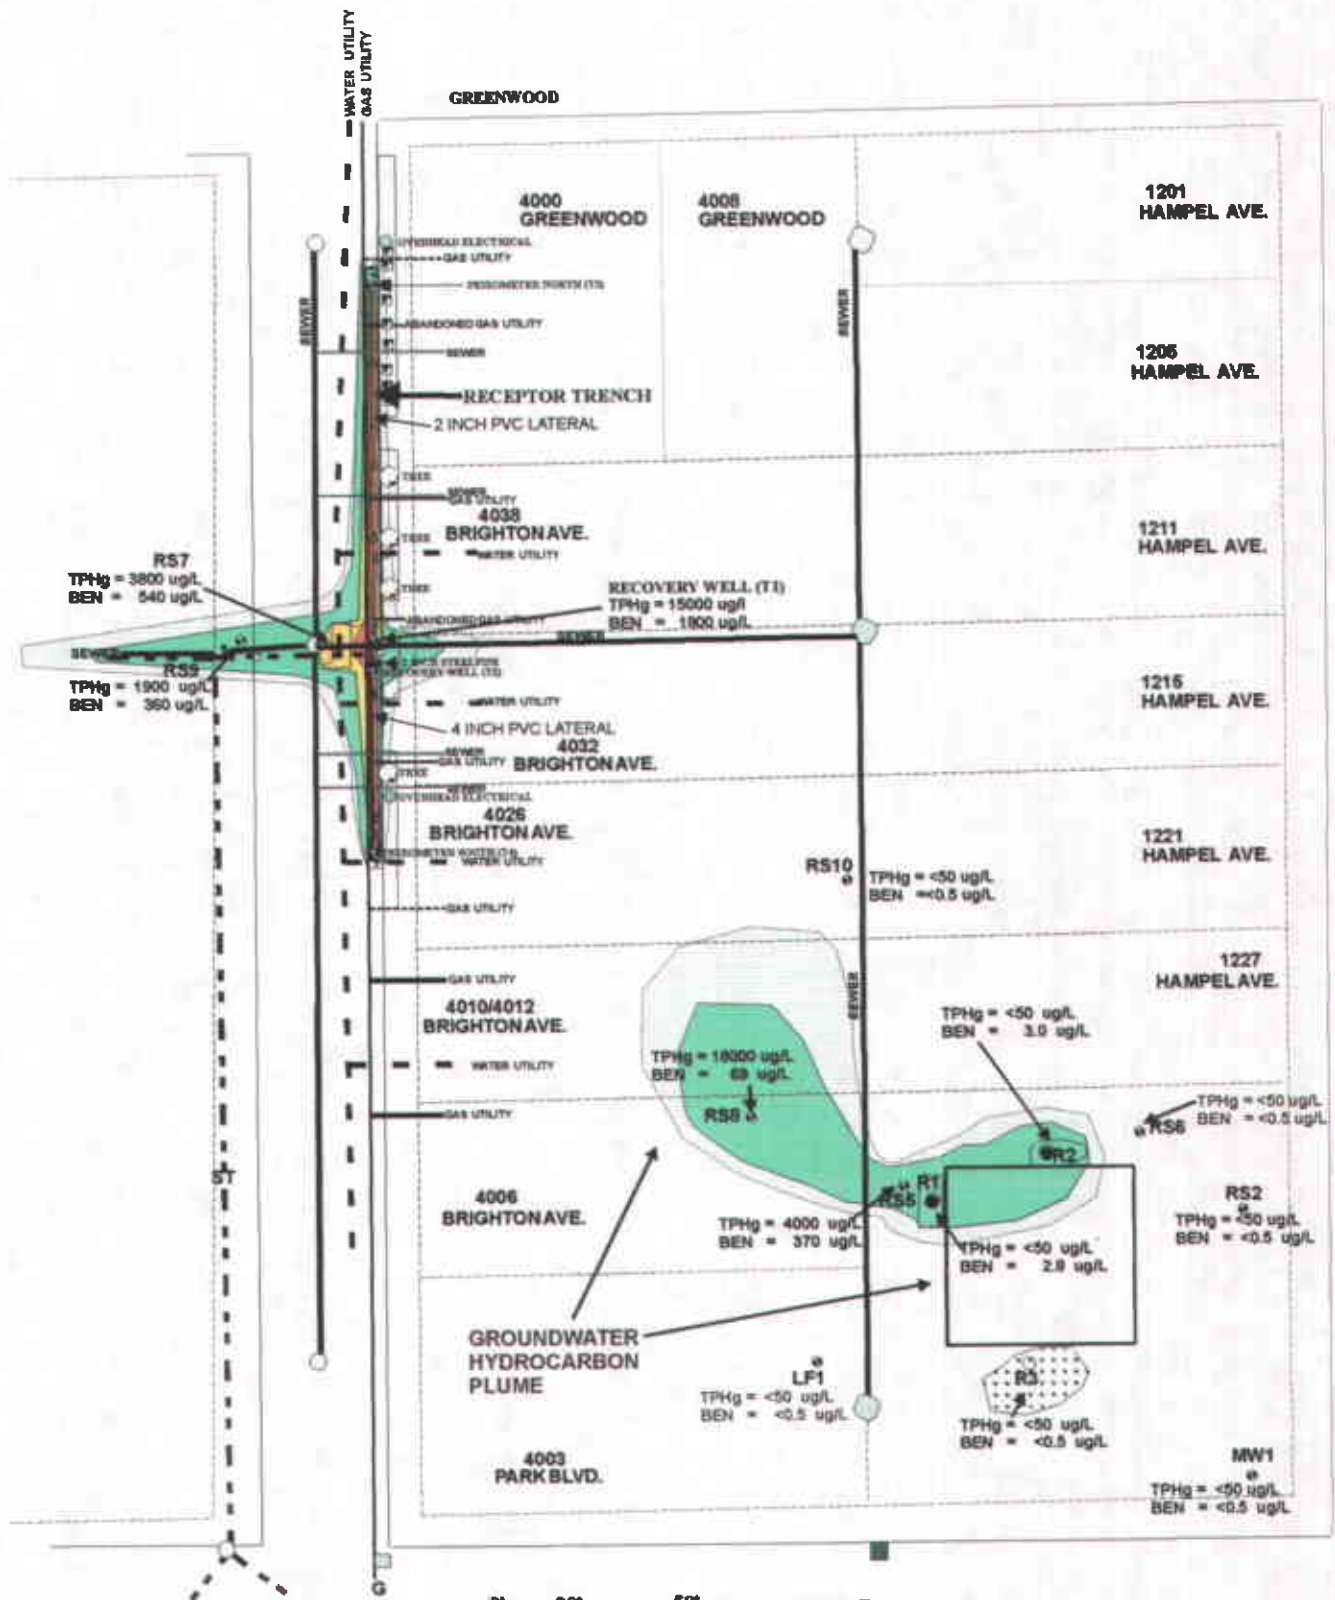 WATER UTILITY
GAS UTILITY
GREENWOOD
4000
GREENWOOD
4008
GREENWOOD
1201
HAMPEL AVE.
OVERHEAD ELECTRICAL
GAS UTILITY
SEWER
SEWER
ABANDONED GAS UTILITY
SEWER
1205
HAMPEL AVE.
RECEPTOR TRENCH
2 INCH PVC LATERAL
TREE
GAS UTILITY
4038
BRIGHTON AVE.
TREE
WATER UTILITY
1211
HAMPEL AVE.
RS7
TPHg = 3800 ug/L
BEN = 540 ug/L
TREE
RECOVERY WELL (T1)
TPHg = 15000 ug/l
BEN = 1800 ug/L
ABANDONED GAS UTILITY
SEWER
SEWER
RS9
TPHg = 1900 ug/L
BEN = 360 ug/L
2 INCH STEEL PIPE
WATER UTILITY
1215
HAMPEL AVE.
4 INCH PVC LATERAL
SEWER
GAS UTILITY
4032
BRIGHTON AVE.
TREE
OVERHEAD ELECTRICAL
4026
BRIGHTON AVE.
WATER UTILITY
1221
HAMPEL AVE.
RS10
TPHg = <50 ug/L
BEN =<0.5 ug/L
GAS UTILITY
GAS UTILITY
SEWER
1227
HAMPEL AVE.
4010/4012
BRIGHTON AVE.
TPHg = <50 ug/L
BEN = 3.0 ug/L
WATER UTILITY
TPHg = 18000 ug/L
BEN = 69 ug/L
RS8
GAS UTILITY
TPHg = <50 ug/L
BEN = <0.5 ug/L
RS6
R2
ST
R1
RS5
4006
BRIGHTON AVE.
RS2
TPHg = <50 ug/L
BEN = <0.5 ug/L
TPHg = 4000 ug/L
BEN = 370 ug/L
TPHg = <50 ug/L
BEN = 2.9 ug/L
GROUNDWATER
HYDROCARBON
PLUME
LF1
TPHg = <50 ug/L
BEN = <0.5 ug/L
R3
TPHg = <50 ug/L
BEN = <0.5 ug/L
4003
PARK BLVD.
MW1
TPHg = <50 ug/L
BEN = <0.5 ug/L
G